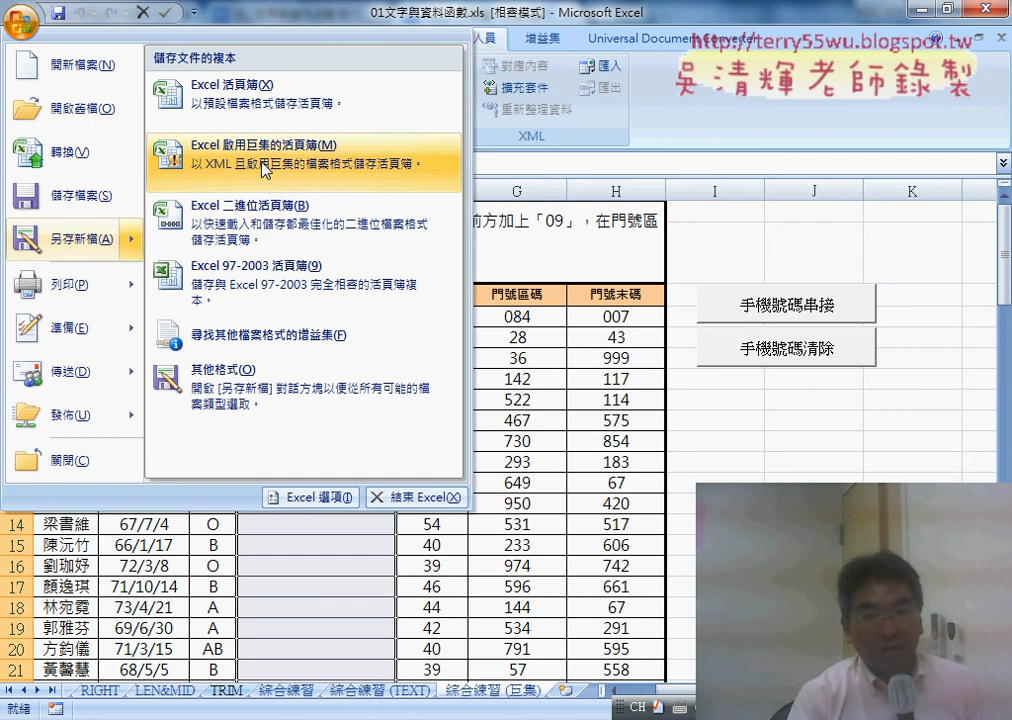 01文字與資料函數.xls [相容模式] - Microsoft Excel
人員 增益集 Universal Document Converter
http://terry55wu.blogspot.tw
吳清輝老師錄製
對應內容 匯入
擴充套件 匯出
重新整理資料
XML
開新檔案(N)
開啟舊檔(O)
轉換(V)
儲存檔案(S)
另存新檔(A)
列印(P)
準備(E)
傳送(D)
發佈(U)
關閉(C)
儲存文件的複本
Excel 活頁簿(X)
以預設檔案格式儲存活頁簿。
Excel 啟用巨集的活頁簿(M)
以 XML 且啟用巨集的檔案格式儲存活頁簿。
Excel 二進位活頁簿(B)
以快速載入和儲存都最佳化的二進位檔案格式
儲存活頁簿。
Excel 97-2003 活頁簿(9)
儲存與 Excel 97-2003 完全相容的活頁簿複
本。
尋找其他檔案格式的增益集(F)
其他格式(O)
開啟 [另存新檔] 對話方塊以便從所有可能的檔
案類型選取。
Excel 選項(I) 結束 Excel(X)
G H I J K
前方加上「09」，在門號區
門號區碼 門號末碼
084 007
28 43
36 999
142 117
522 114
467 575
730 854
293 183
649 67
950 420
手機號碼串接
手機號碼清除
14 梁書維 67/7/4 O 54 531 517
15 陳沅竹 66/1/17 B 40 233 606
16 劉珈妤 72/3/8 O 39 974 742
17 顏逸琪 71/10/14 B 46 596 661
18 林宛霓 73/4/21 A 44 144 67
19 郭雅芬 69/6/30 A 42 534 291
20 方鈞儀 71/3/15 AB 40 791 595
21 黃馨慧 68/5/5 B 39 57 558
RIGHT LEN&MID TRIM 綜合練習 綜合練習 (TEXT) 綜合練習 (巨集)
就緒
CH